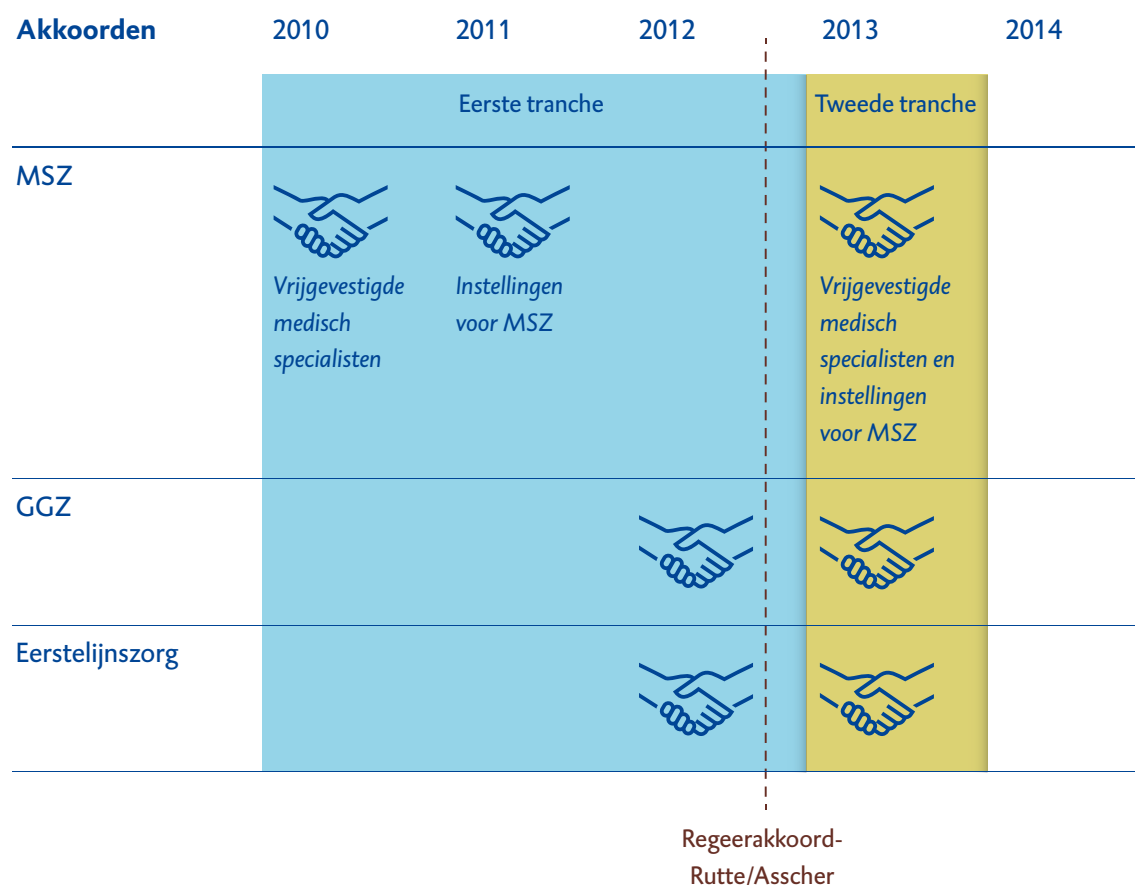 Akkoorden 2010 2011 2012 2013 2014
Eerste tranche Tweede tranche
MSZ
Vrijgevestigde
medisch
specialisten
Instellingen
voor MSZ
Vrijgevestigde
medisch
specialisten en
instellingen
voor MSZ
GGZ
Eerstelijnszorg
Regeerakkoord-
Rutte/Asscher